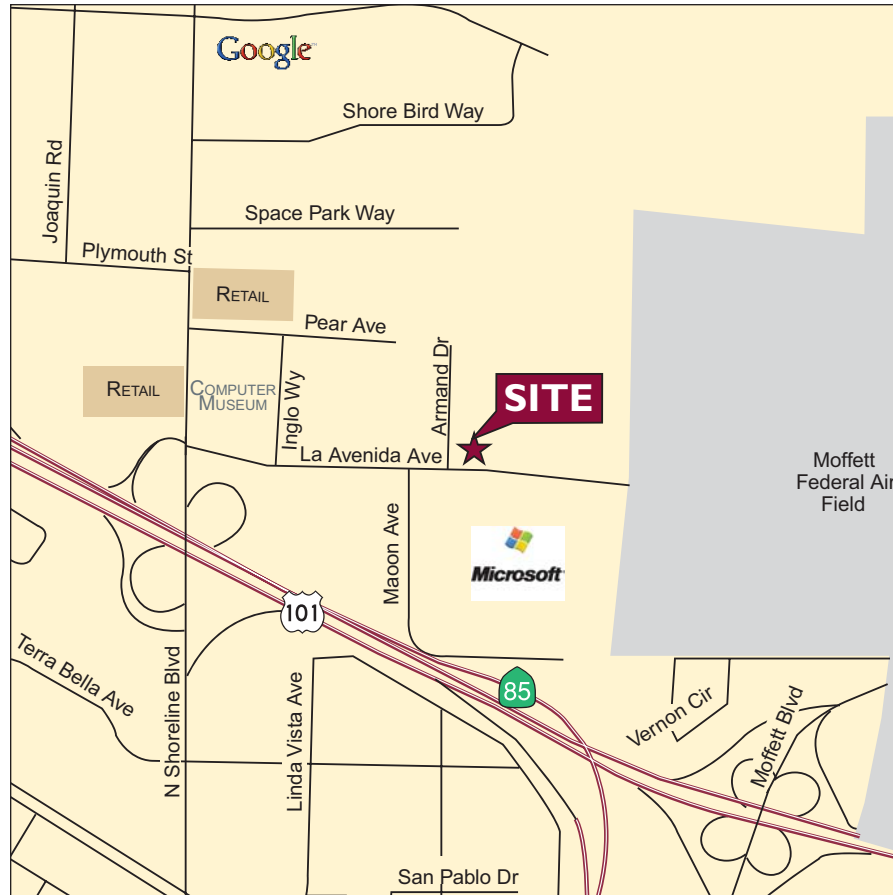 Google
Shore Bird Way
Joaquin Rd
Space Park Way
Plymouth St
RETAIL
Pear Ave
Armand Dr
RETAIL
COMPUTER
MUSEUM
Inglo Wy
SITE
La Avenida Ave
Moffett
Federal Air
Field
Maoon Ave
Microsoft
101
Terra Bella Ave
N Shoreline Blvd
Linda Vista Ave
85
Vernon Cir
Moffett Blvd
San Pablo Dr